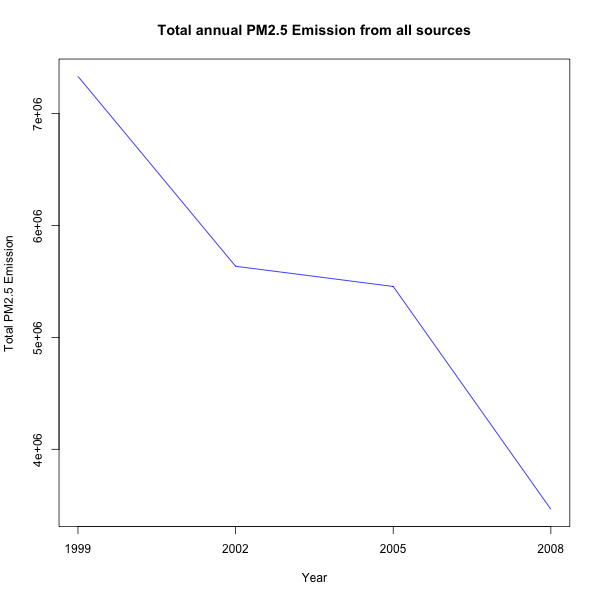 Total annual PM2.5 Emission from all sources
Total PM2.5 Emission
7e+06
6e+06
5e+06
4e+06
1999 2002 2005 2008
Year